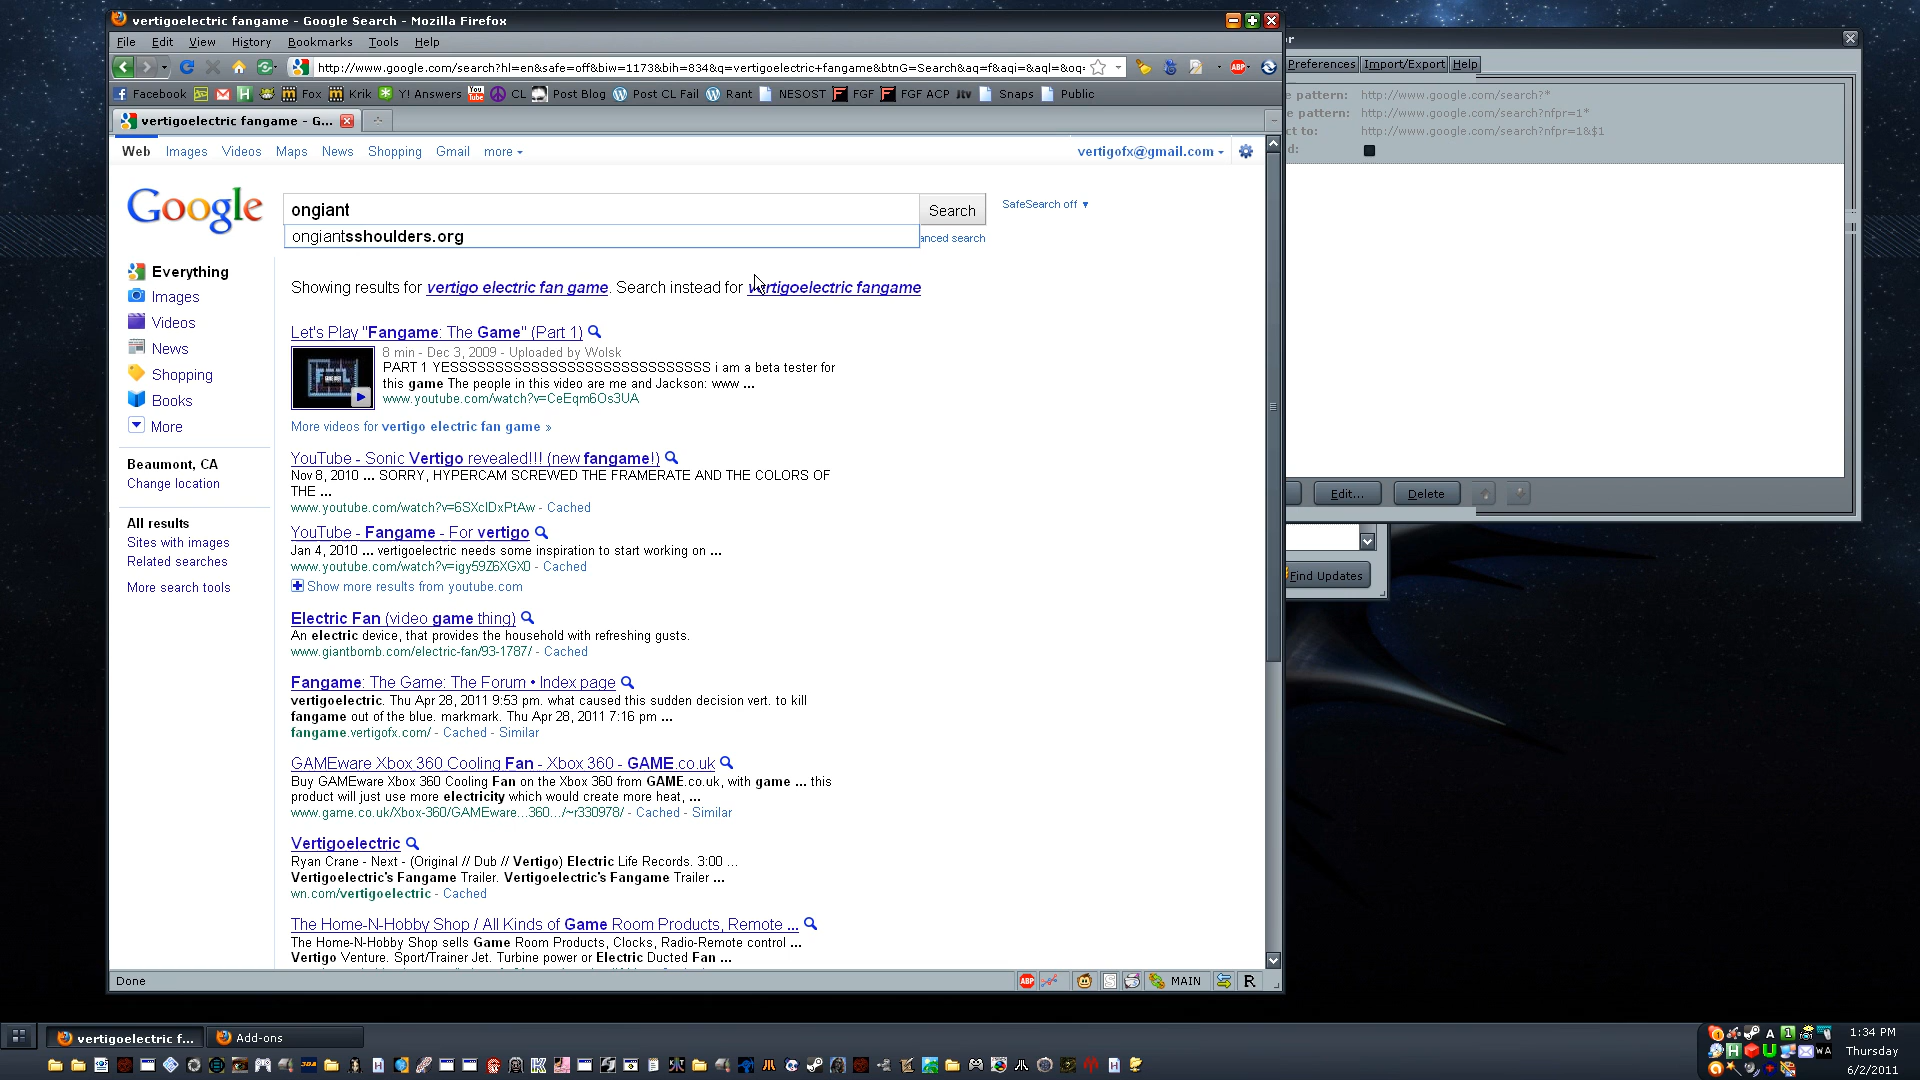 vertigoelectric fangame - Google Search - Mozilla Firefox
File Edit View History Bookmarks Tools Help
http://www.google.com/search?hl=en&safe=off&biw=1173&bih=834&q=vertigoelectric+fangame&btnG=Search&aq=f&aqi=&aql=&oq=
Facebook Fox Krik Y! Answers CL Post Blog Post CL Fail Rant NESOST FGF FGF ACP Snaps Public
vertigoelectric fangame - G...
Web Images Videos Maps News Shopping Gmail more
vertigofx@gmail.com
Google
ongiant
Search
SafeSearch off ▼
ongiantsshoulders.org
anced search
Everything
Images
Videos
News
Shopping
Books
More
Beaumont, CA
Change location
All results
Sites with images
Related searches
More search tools
Showing results for vertigo electric fan game. Search instead for vertigoelectric fangame
Let's Play "Fangame: The Game" (Part 1)
8 min - Dec 3, 2009 - Uploaded by Wolsk
PART 1 YESSSSSSSSSSSSSSSSSSSSSSSSSSSS i am a beta tester for
this game The people in this video are me and Jackson: www ...
www.youtube.com/watch?v=CeEqm6Os3UA
More videos for vertigo electric fan game »
YouTube - Sonic Vertigo revealed!!! (new fangame!)
Nov 8, 2010 ... SORRY, HYPERCAM SCREWED THE FRAMERATE AND THE COLORS OF
THE ...
www.youtube.com/watch?v=6SXclDxPtAw - Cached
YouTube - Fangame - For vertigo
Jan 4, 2010 ... vertigoelectric needs some inspiration to start working on ...
www.youtube.com/watch?v=igy59Z6XGX0 - Cached
Show more results from youtube.com
Electric Fan (video game thing)
An electric device, that provides the household with refreshing gusts.
www.giantbomb.com/electric-fan/93-1787/ - Cached
Fangame: The Game: The Forum • Index page
vertigoelectric. Thu Apr 28, 2011 9:53 pm. what caused this sudden decision vert. to kill
fangame out of the blue. markmark. Thu Apr 28, 2011 7:16 pm ...
fangame.vertigofx.com/ - Cached - Similar
GAMEware Xbox 360 Cooling Fan - Xbox 360 - GAME.co.uk
Buy GAMEware Xbox 360 Cooling Fan on the Xbox 360 from GAME.co.uk, with game ... this
product will just use more electricity which would create more heat, ...
www.game.co.uk/Xbox-360/GAMEware...360.../~r330978/ - Cached - Similar
Vertigoelectric
Ryan Crane - Next - (Original // Dub // Vertigo) Electric Life Records. 3:00 ...
Vertigoelectric's Fangame Trailer. Vertigoelectric's Fangame Trailer ...
wn.com/vertigoelectric - Cached
The Home-N-Hobby Shop / All Kinds of Game Room Products, Remote ...
The Home-N-Hobby Shop sells Game Room Products, Clocks, Radio-Remote control ...
Vertigo Venture. Sport/Trainer Jet. Turbine power or Electric Ducted Fan ...
Done
ABP
MAIN
R
r
Preferences Import/Export Help
e pattern: http://www.google.com/search?*
e pattern: http://www.google.com/search?nfpr=1*
ct to: http://www.google.com/search?nfpr=1&$1
d:
Edit... Delete
Find Updates
vertigoelectric f...
Add-ons
1:34 PM
Thursday
6/2/2011